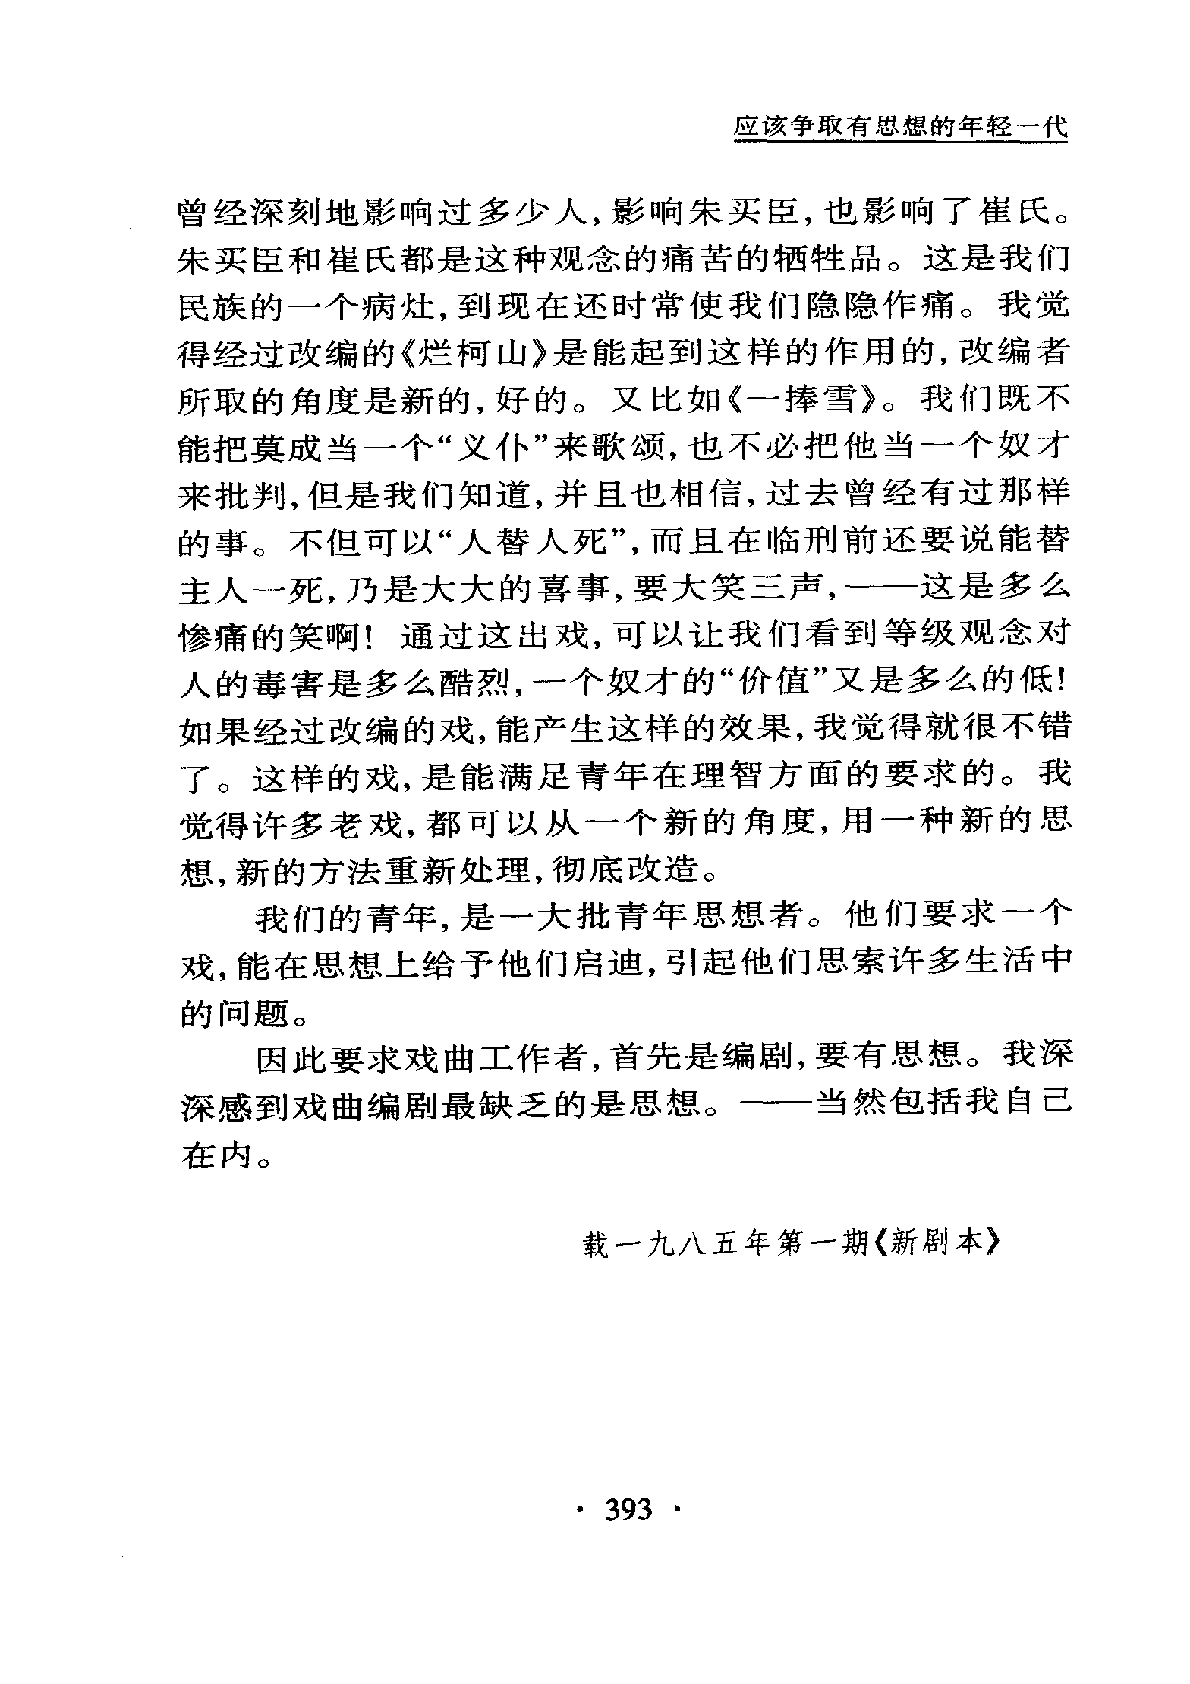 应该争取有思想的年轻一代
曾经深刻地影响过多少人,影响朱买臣,也影响了崔氏。
朱买臣和崔氏都是这种观念的痛苦的牺牲品。这是我们
民族的一个病灶,到现在还时常使我们隐隐作痛。我觉
得经过改编的《烂柯山》是能起到这样的作用的,改编者
所取的角度是新的,好的。又比如《一捧雪》。我们既不
能把莫成当一个“义仆”来歌颂,也不必把他当一个奴才
来批判,但是我们知道,并且也相信,过去曾经有过那样
的事。不但可以“人替人死”,而且在临刑前还要说能替
主人一死,乃是大大的喜事,要大笑三声,——这是多么
惨痛的笑啊! 通过这出戏,可以让我们看到等级观念对
人的毒害是多么酷烈,一个奴才的“价值”又是多么的低!
如果经过改编的戏,能产生这样的效果,我觉得就很不错
了。这样的戏,是能满足青年在理智方面的要求的。我
觉得许多老戏,都可以从一个新的角度,用一种新的思
想,新的方法重新处理,彻底改造。
我们的青年,是一大批青年思想者。他们要求一个
戏,能在思想上给予他们启迪,引起他们思索许多生活中
的问题。
因此要求戏曲工作者,首先是编剧,要有思想。我深
深感到戏曲编剧最缺乏的是思想。——当然包括我自己
在内。
载一九八五年第一期《新剧本》
· 393 ·